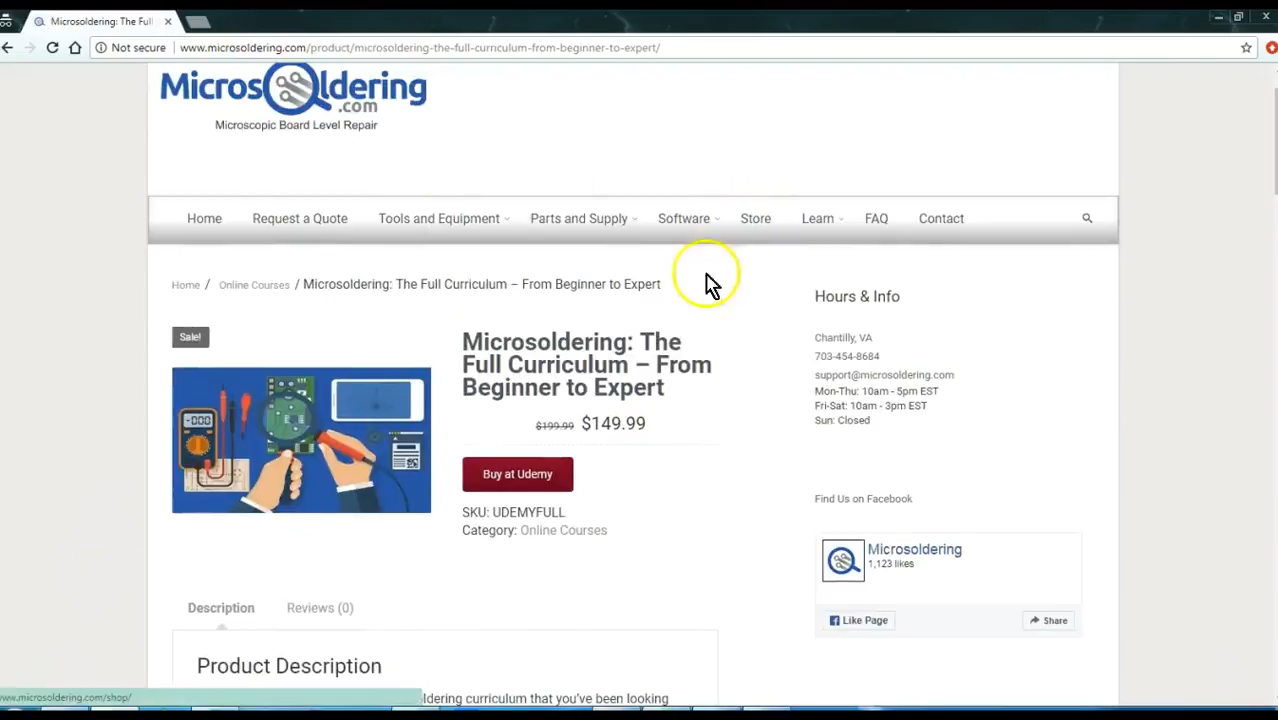 Microsoldering: The Full
Not secure
www.microsoldering.com/product/microsoldering-the-full-curriculum-from-beginner-to-expert/
Microsoldering
.com
Microscopic Board Level Repair
Home Request a Quote Tools and Equipment Parts and Supply Software Store Learn FAQ Contact
Home / Online Courses / Microsoldering: The Full Curriculum – From Beginner to Expert
Sale!
-000
Microsoldering: The
Full Curriculum – From
Beginner to Expert
$199.99 $149.99
Buy at Udemy
SKU: UDEMYFULL
Category: Online Courses
Hours & Info
Chantilly, VA
703-454-8684
support@microsoldering.com
Mon-Thu: 10am - 5pm EST
Fri-Sat: 10am - 3pm EST
Sun: Closed
Find Us on Facebook
Microsoldering
1,123 likes
Like Page Share
Description Reviews (0)
Product Description
ldering curriculum that you've been looking
www.microsoldering.com/shop/